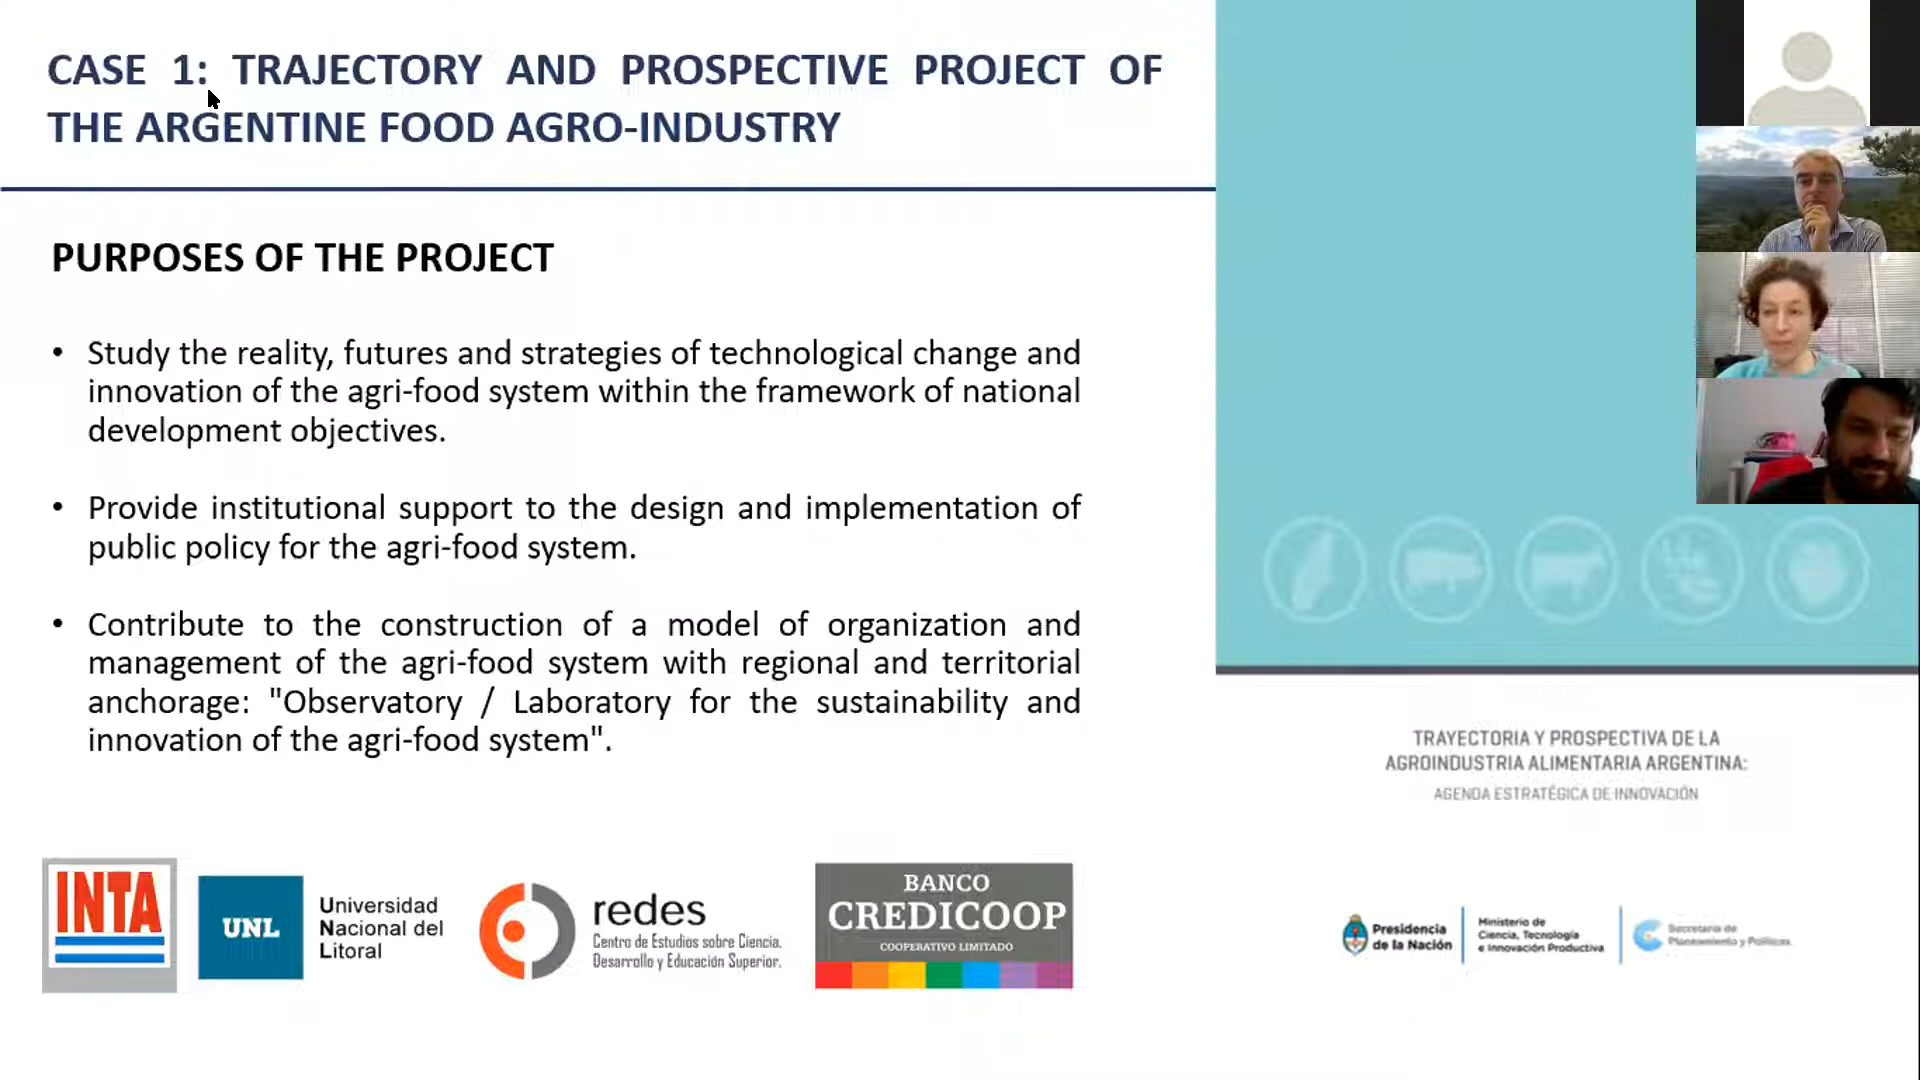 CASE 1: TRAJECTORY AND PROSPECTIVE PROJECT OF
THE ARGENTINE FOOD AGRO-INDUSTRY
PURPOSES OF THE PROJECT
• Study the reality, futures and strategies of technological change and
innovation of the agri-food system within the framework of national
development objectives.
• Provide institutional support to the design and implementation of
public policy for the agri-food system.
• Contribute to the construction of a model of organization and
management of the agri-food system with regional and territorial
anchorage: "Observatory / Laboratory for the sustainability and
innovation of the agri-food system".
INTA
UNL
Universidad
Nacional del
Litoral
redes
Centro de Estudios sobre Ciencia.
Desarrollo y Educación Superior.
BANCO
CREDICOOP
COOPERATIVO LIMITADO
TRAYECTORIA Y PROSPECTIVA DE LA
AGROINDUSTRIA ALIMENTARIA ARGENTINA:
AGENDA ESTRATÉGICA DE INNOVACIÓN
Presidencia
de la Nación
Ministerio de
Ciencia, Tecnología
e Innovación Productiva
Secretaría de
Planeamiento y Políticas